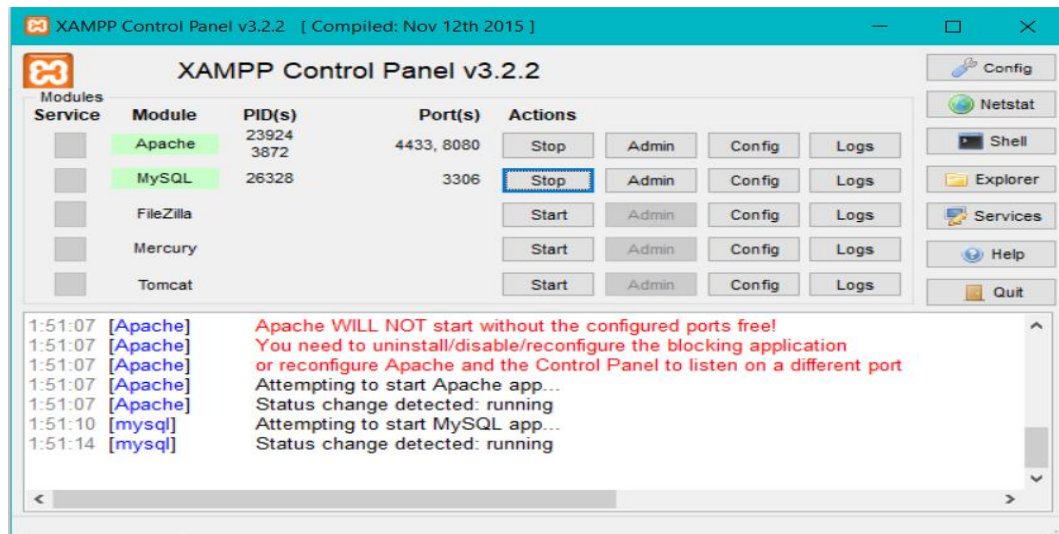 XAMPP Control Panel v3.2.2 [ Compiled: Nov 12th 2015 ]
XAMPP Control Panel v3.2.2
Config
Modules
Service Module PID(s) Port(s) Actions
Netstat
Apache 23924 3872 4433, 8080 Stop Admin Config Logs
Shell
MySQL 26328 3306 Stop Admin Config Logs
Explorer
FileZilla Start Admin Config Logs
Services
Mercury Start Admin Config Logs
Help
Tomcat Start Admin Config Logs
Quit
1:51:07 [Apache] Apache WILL NOT start without the configured ports free!
1:51:07 [Apache] You need to uninstall/disable/reconfigure the blocking application
1:51:07 [Apache] or reconfigure Apache and the Control Panel to listen on a different port
1:51:07 [Apache] Attempting to start Apache app...
1:51:07 [Apache] Status change detected: running
1:51:10 [mysql] Attempting to start MySQL app...
1:51:14 [mysql] Status change detected: running